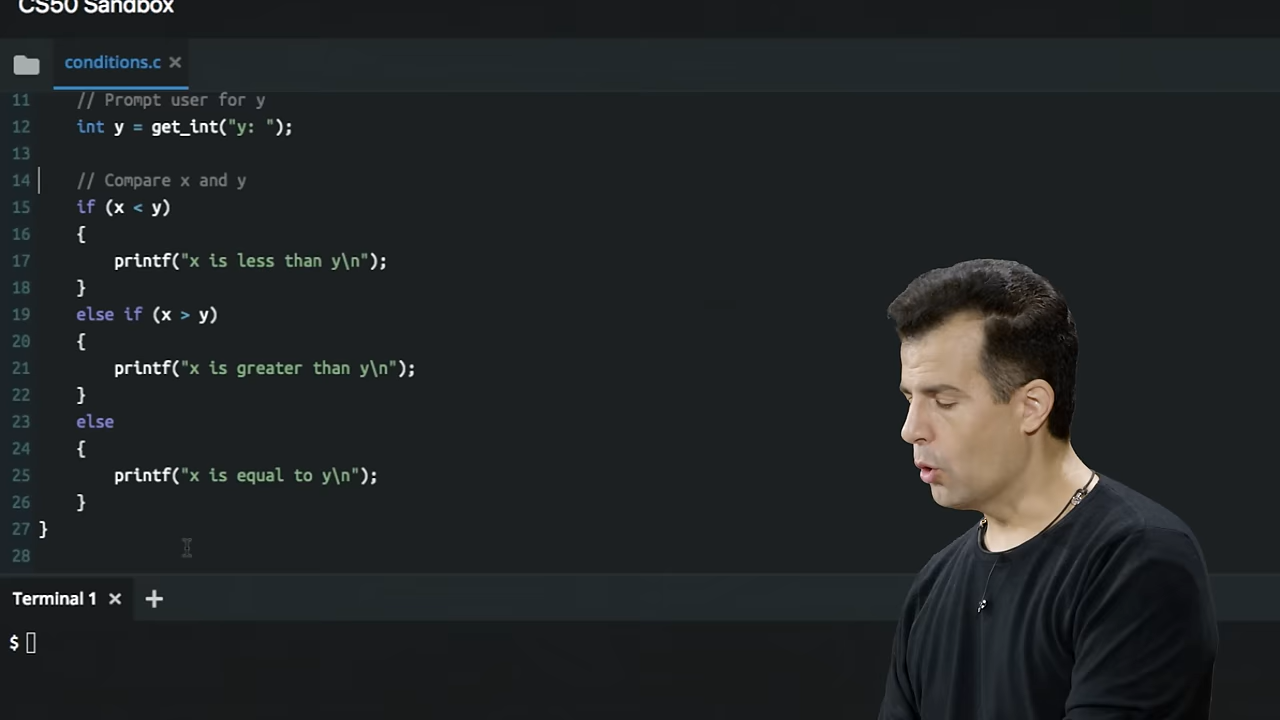 CS50 Sandbox
conditions.c ×
11 // Prompt user for y
12 int y = get_int("y: ");
13
14 // Compare x and y
15 if (x < y)
16 {
17 printf("x is less than y\n");
18 }
19 else if (x > y)
20 {
21 printf("x is greater than y\n");
22 }
23 else
24 {
25 printf("x is equal to y\n");
26 }
27 }
28
Terminal 1 × +
$